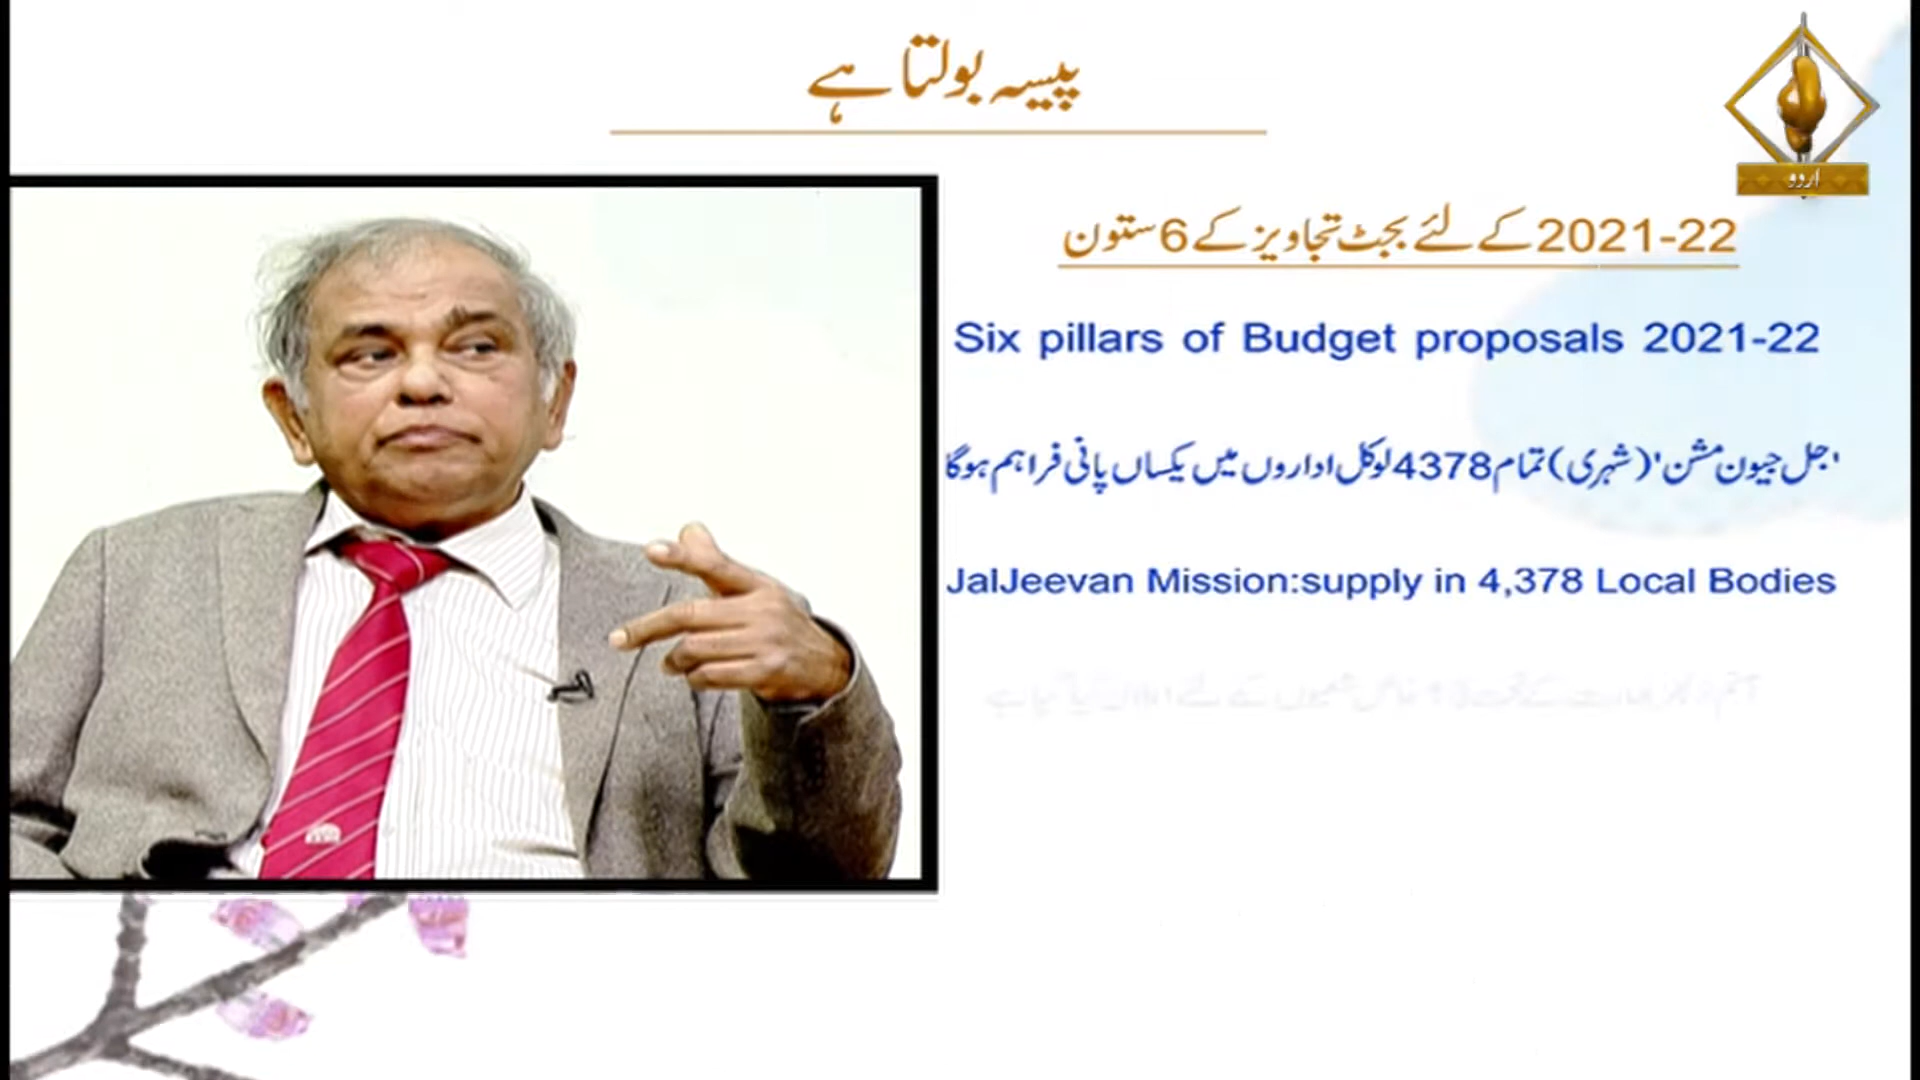 پیسہ بولتا ہے
اردو
2021-22 کے لئے بجٹ تجاویز کے 6 ستون
Six pillars of Budget proposals 2021-22
'جل جیون مشن' (شہری) تمام 4378 لوکل اداروں میں یکساں پانی فراہم ہوگا
JalJeevan Mission:supply in 4,378 Local Bodies